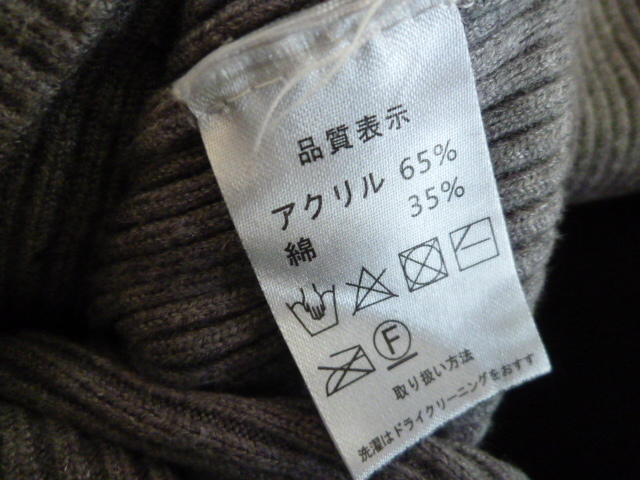 品質表示
アクリル 65%
綿 35%
F
取り扱い方法
洗濯はドライクリーニングをおすす